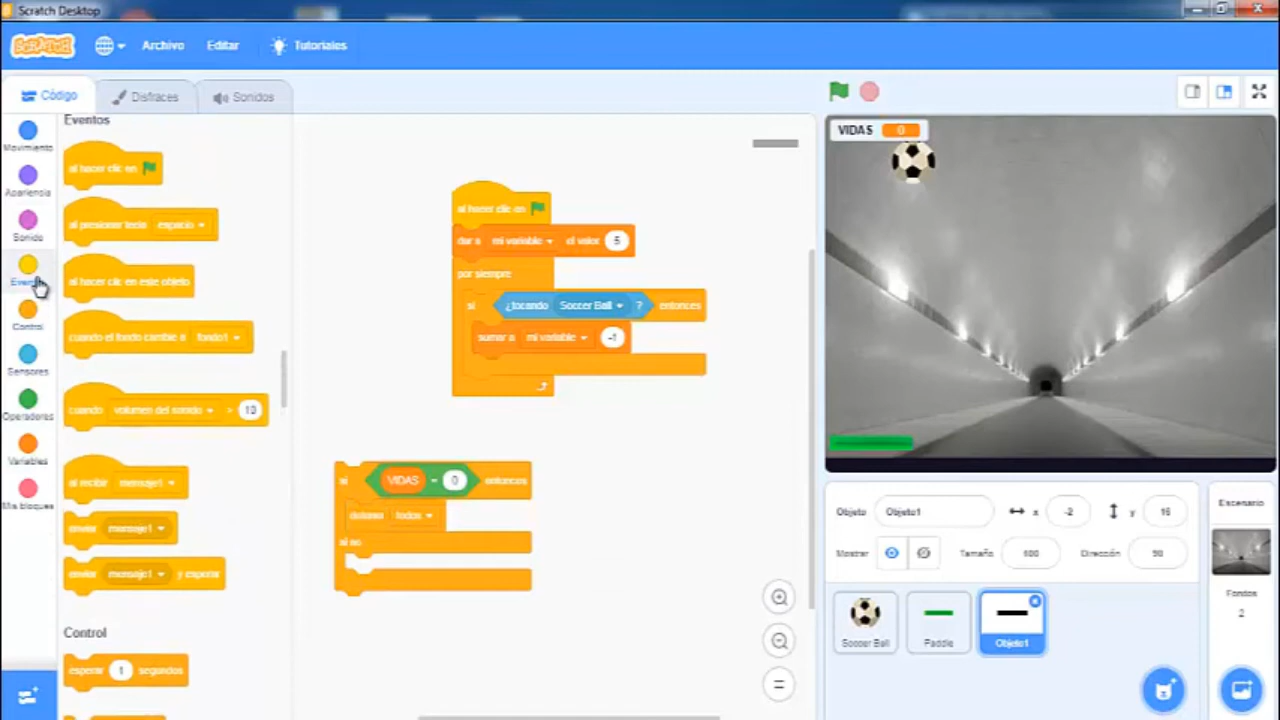 Scratch Desktop
SCRATCH
Archivo
Editar
Tutoriales
Código
Disfraces
Sonidos
Movimiento
Apariencia
Sonido
Control
Sensores
Operadores
Variables
Mis bloques
Eventos
al hacer clic en
al presionar tecla espacio
al hacer clic en este objeto
cuando el fondo cambie a fondo1
cuando volumen del sonido > 10
al recibir mensaje1
enviar mensaje1
enviar mensaje1 y esperar
Control
esperar 1 segundos
al hacer clic en
dar a mi variable el valor 5
por siempre
si ¿tocando Soccer Ball ? entonces
sumar a mi variable -1
si VIDAS = 0 entonces
detener todos
si no
VIDAS 0
Objeto Objeto1 x -2 y 15
Mostrar Tamaño 100 Dirección 90
Soccer Ball
Paddle
Objeto1
Escenario
Fondos
2